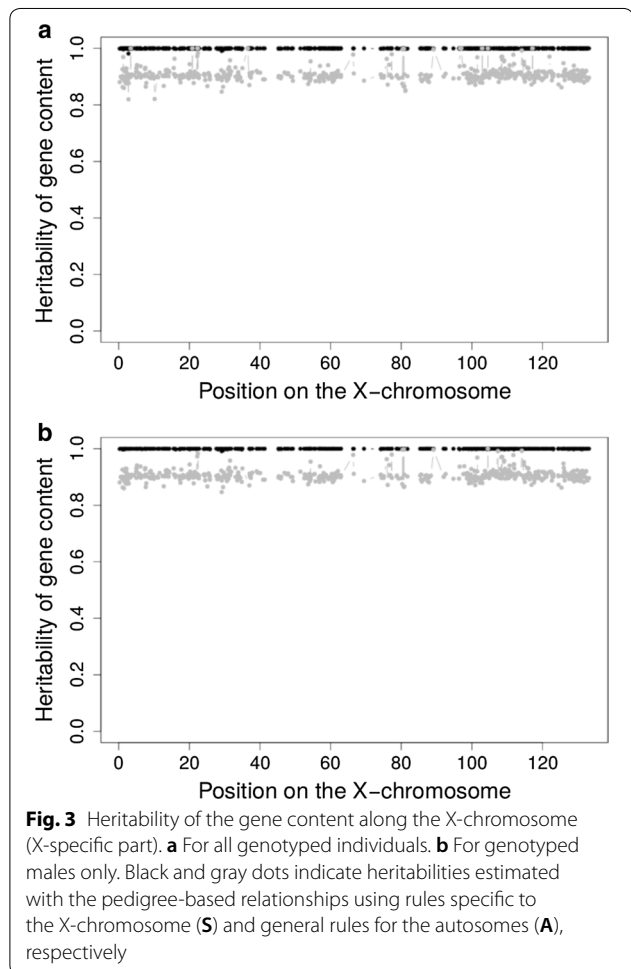 a
1.0
0.8
0.6
0.4
0.2
0.0
Heritability of gene content
0 20 40 60 80 100 120
Position on the X−chromosome
b
1.0
0.8
0.6
0.4
0.2
0.0
Heritability of gene content
0 20 40 60 80 100 120
Position on the X−chromosome
Fig. 3 Heritability of the gene content along the X-chromosome
(X-specific part). a For all genotyped individuals. b For genotyped
males only. Black and gray dots indicate heritabilities estimated
with the pedigree-based relationships using rules specific to
the X-chromosome (S) and general rules for the autosomes (A),
respectively